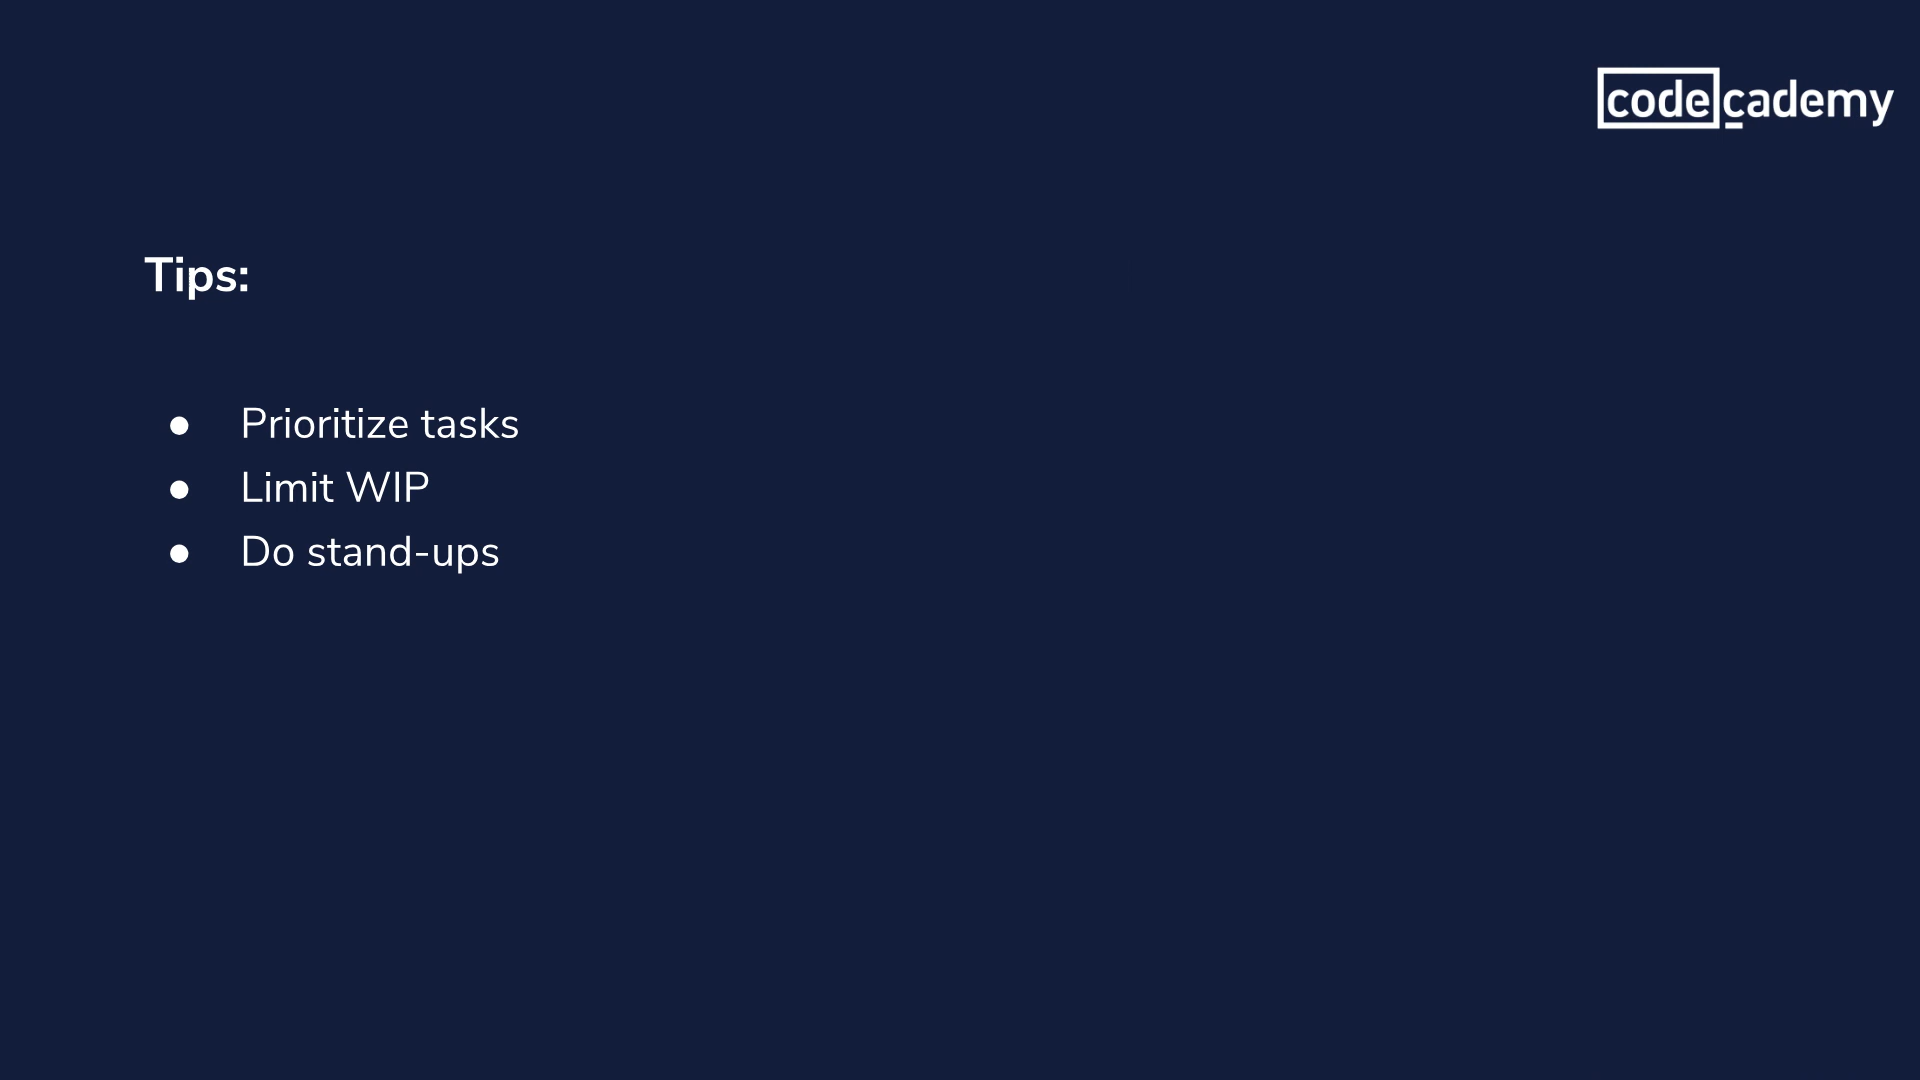 codecademy
Tips:
● Prioritize tasks
● Limit WIP
● Do stand-ups